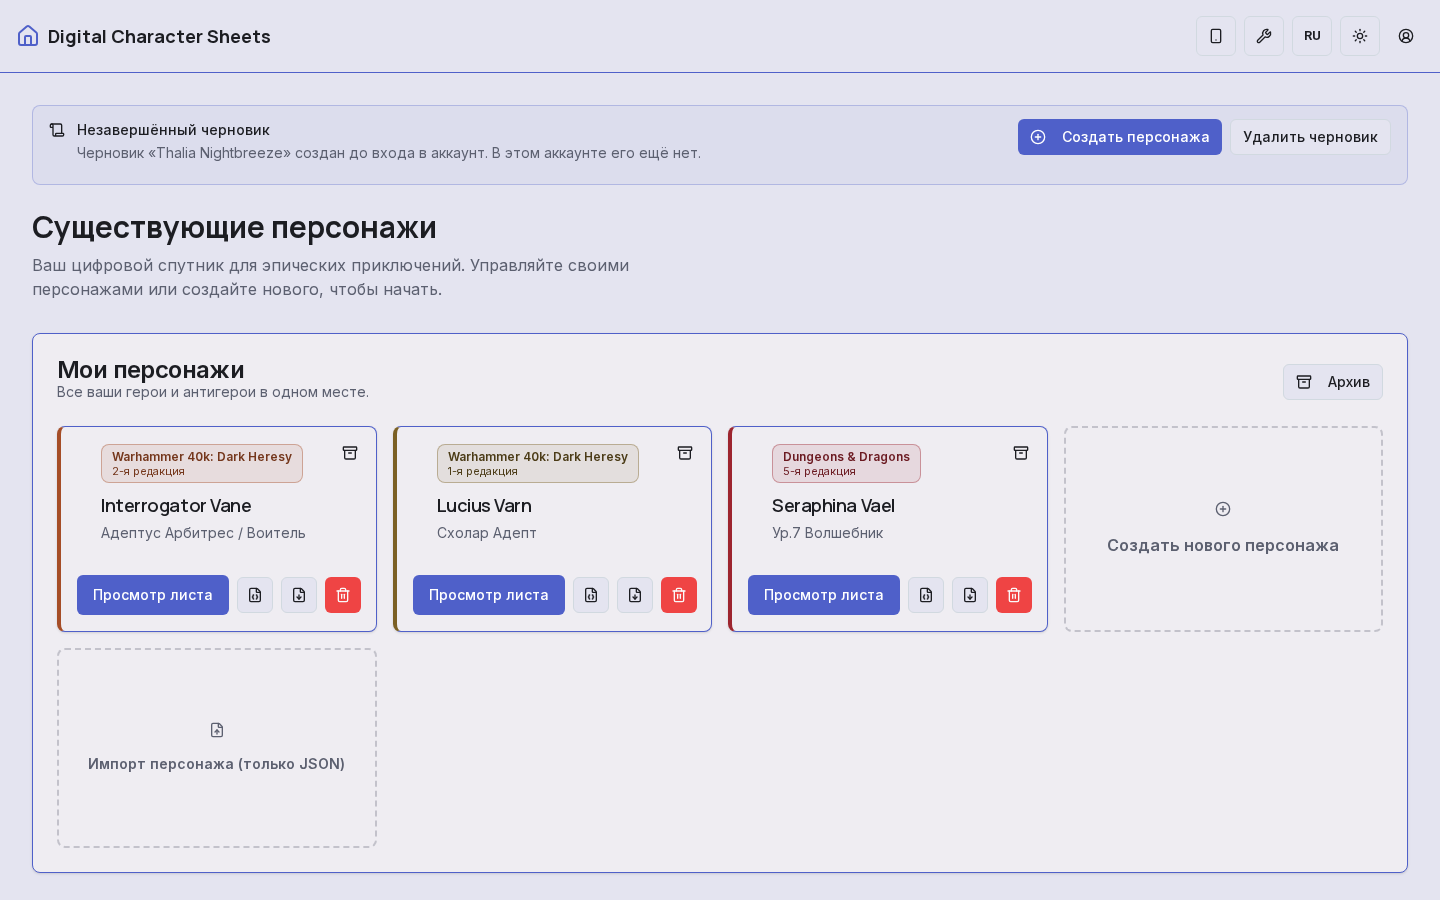 Digital Character Sheets
RU
Незавершённый черновик
Черновик «Thalia Nightbreeze» создан до входа в аккаунт. В этом аккаунте его ещё нет.
Создать персонажа
Удалить черновик
Существующие персонажи
Ваш цифровой спутник для эпических приключений. Управляйте своими
персонажами или создайте нового, чтобы начать.
Мои персонажи
Все ваши герои и антигерои в одном месте.
Архив
Warhammer 40k: Dark Heresy
2-я редакция
Interrogator Vane
Адептус Арбитрес / Воитель
Просмотр листа
Warhammer 40k: Dark Heresy
1-я редакция
Lucius Varn
Схолар Адепт
Просмотр листа
Dungeons & Dragons
5-я редакция
Seraphina Vael
Ур.7 Волшебник
Просмотр листа
Создать нового персонажа
Импорт персонажа (только JSON)